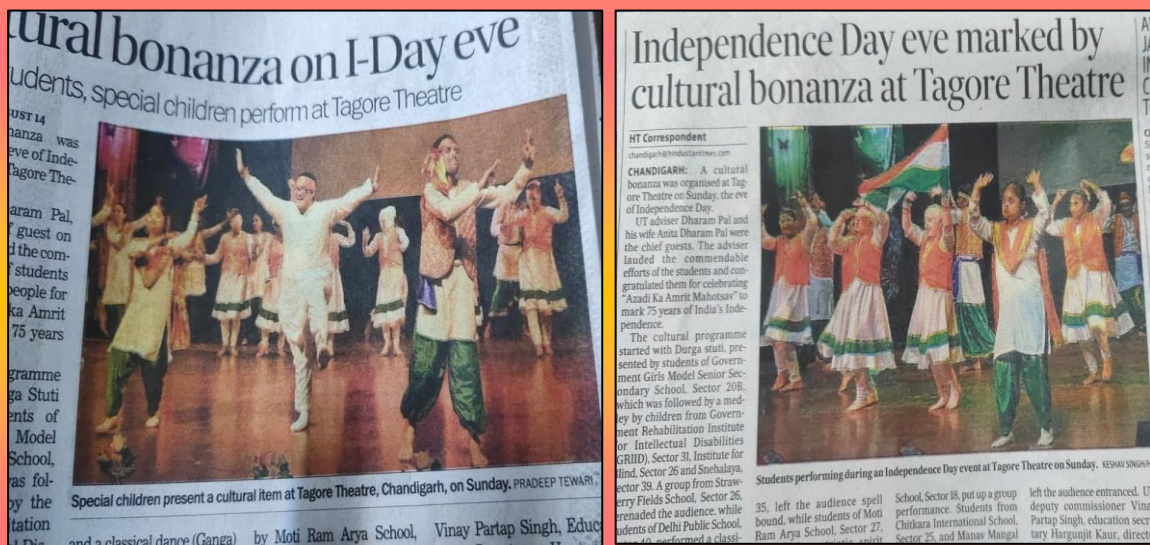 tural bonanza on I-Day eve
udents, special children perform at Tagore Theatre
UST 14
nanza was
eve of Inde-
Tagore The-
aram Pal,
guest on
d the com-
f students
people for
ka Amrit
75 years
gramme
ga Stuti
ents of
Model
School,
as fol-
by the
itation
Special children present a cultural item at Tagore Theatre, Chandigarh, on Sunday. PRADEEP TEWARI
and a classical dance (Ganga)
by Moti Ram Arya School,
Vinay Partap Singh, Educ
Independence Day eve marked by
cultural bonanza at Tagore Theatre
HT Correspondent
chandigarh@hindustantimes.com
CHANDIGARH: A cultural
bonanza was organised at Tag-
ore Theatre on Sunday, the eve
of Independence Day.
UT adviser Dharam Pal and
his wife Anita Dharam Pal were
the chief guests. The adviser
lauded the commendable
efforts of the students and con-
gratulated them for celebrating
"Azadi Ka Amrit Mahotsav" to
mark 75 years of India's Inde-
pendence.
The cultural programme
started with Durga stuti, pre-
sented by students of Govern-
ment Girls Model Senior Sec-
ondary School, Sector 20B,
which was followed by a med-
ley by children from Govern-
ment Rehabilitation Institute
for Intellectual Disabilities
(GRIID), Sector 31, Institute for
Blind, Sector 26 and Snehalaya,
Sector 39. A group from Straw-
erry Fields School, Sector 26,
erenaded the audience, while
udents of Delhi Public School,
performed a classi-
Students performing during an Independence Day event at Tagore Theatre on Sunday. KESHAV SINGH/H
35, left the audience spell
bound, while students of Moti
Ram Arya School, Sector 27,
School, Sector 18, put up a group
performance. Students from
Chitkara International School,
Sector 25, and Manav Mangal
left the audience entranced. U
deputy commissioner Vina
Partap Singh, education secr
tary Hargunjit Kaur, direct